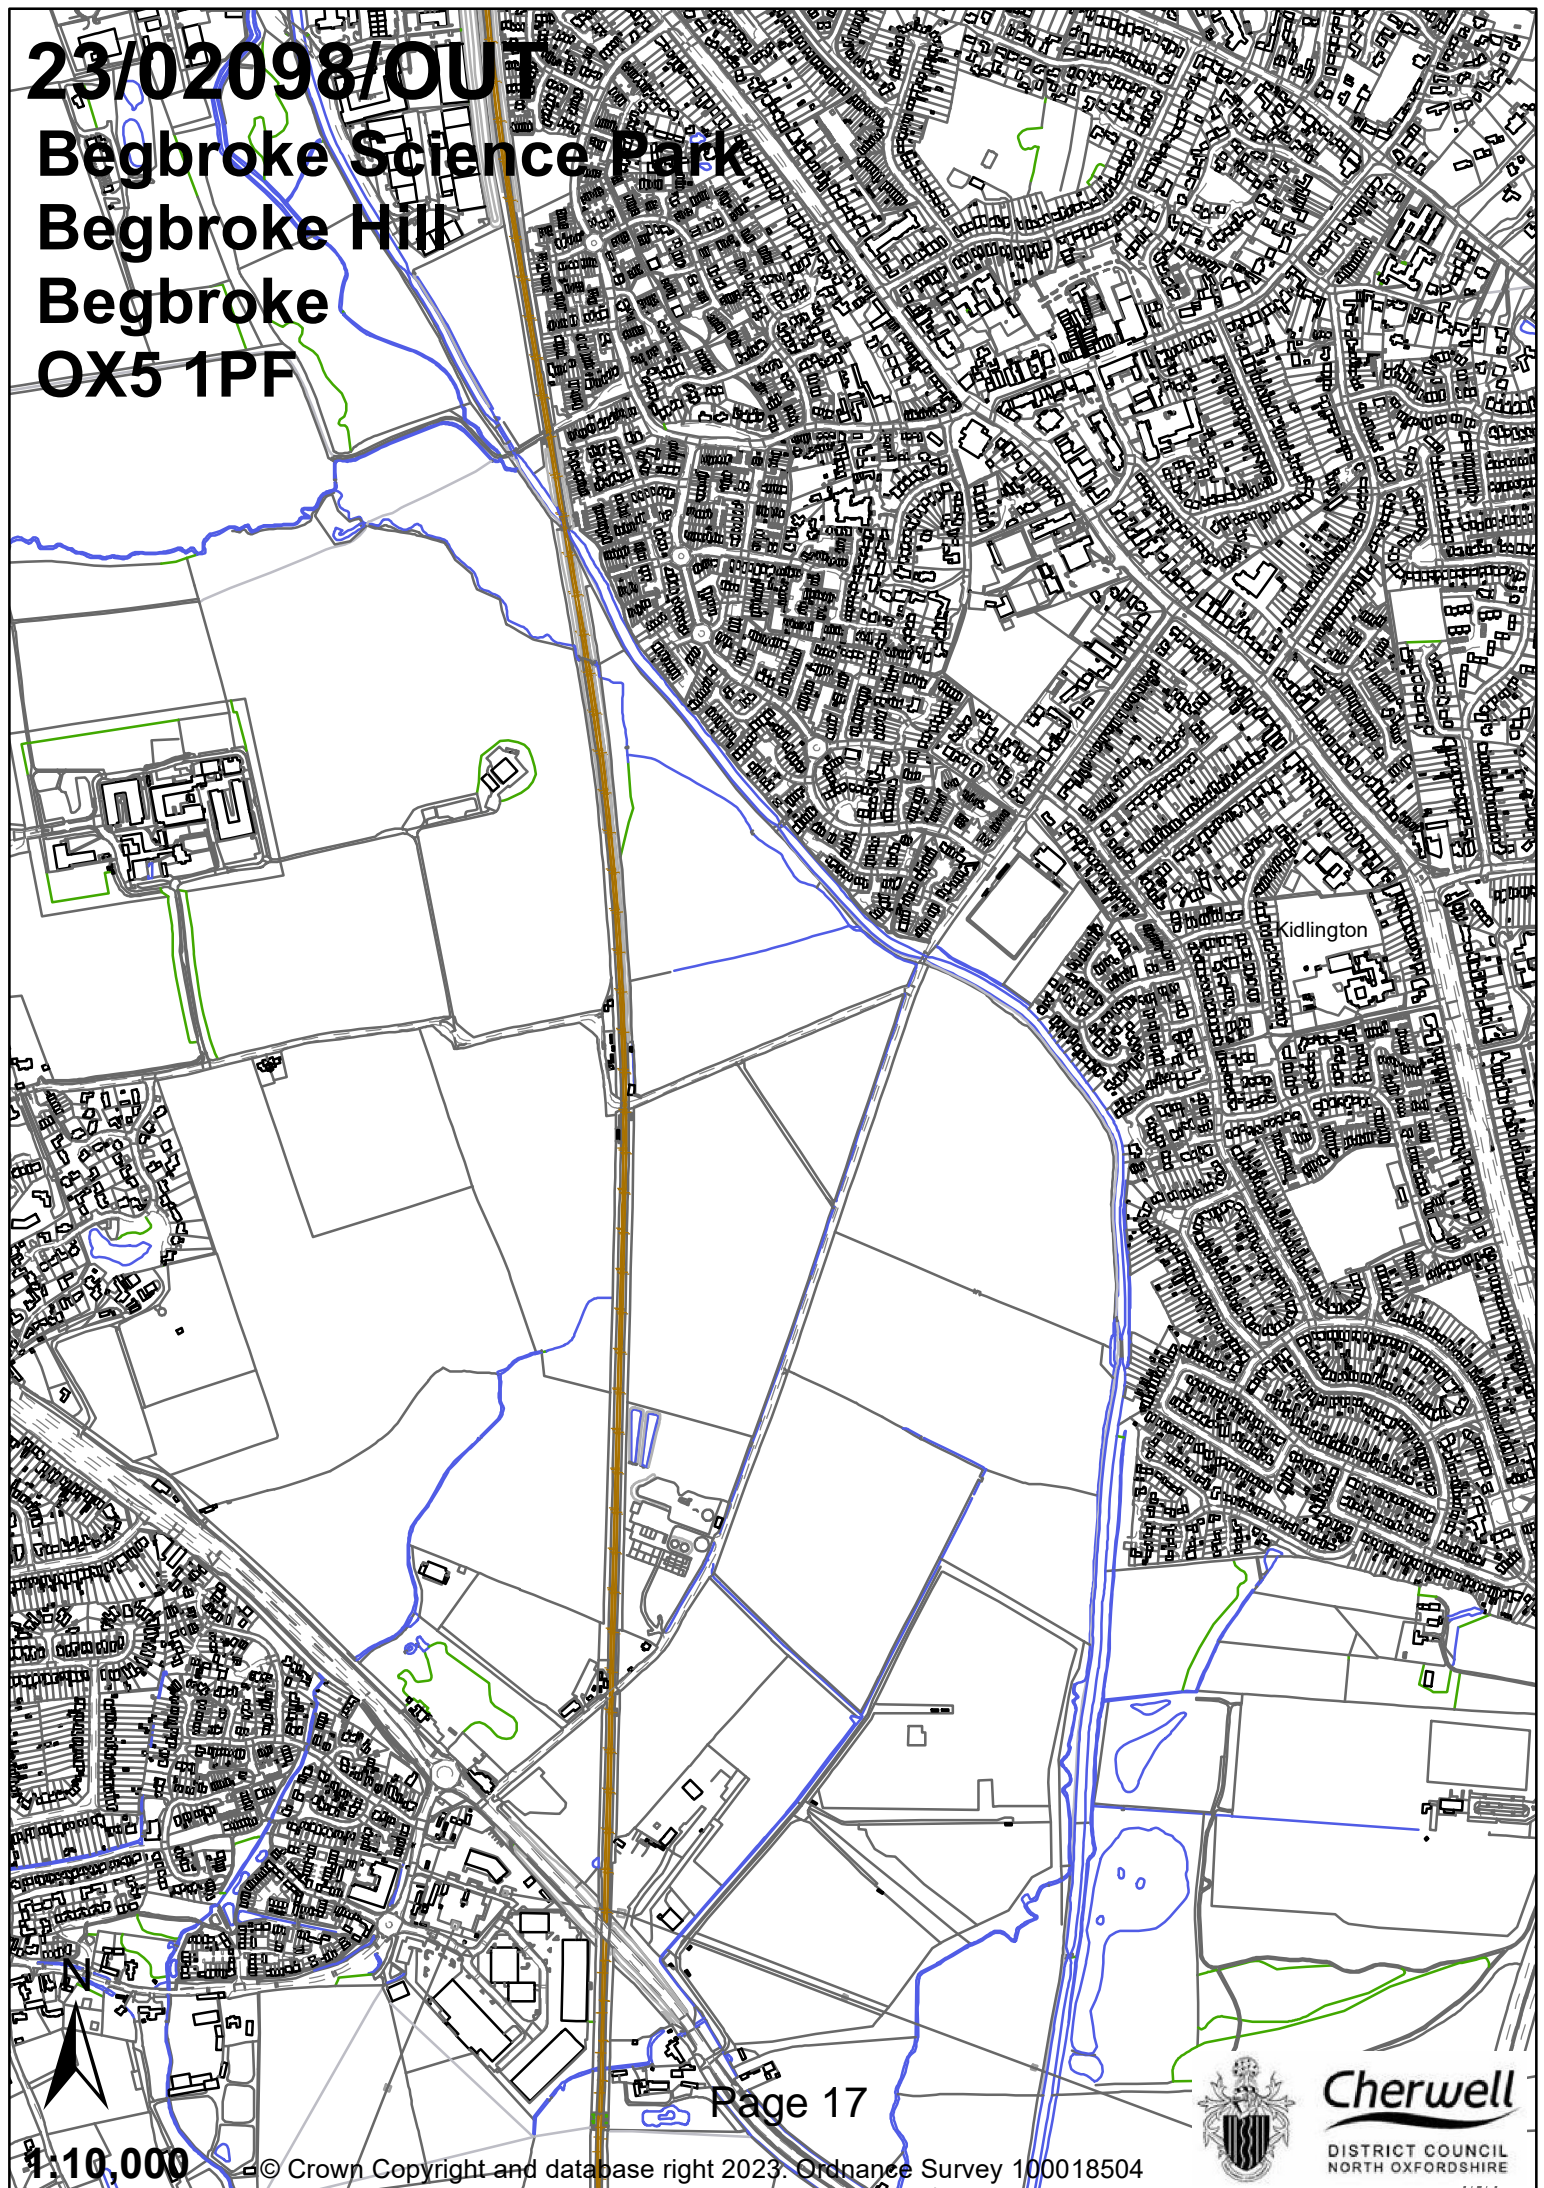 23/02098/OUT
Begbroke Science Park
Begbroke Hill
Begbroke
OX5 1PF
Kidlington
N
Page 17
1:10,000
© Crown Copyright and database right 2023. Ordnance Survey 100018504
Cherwell
DISTRICT COUNCIL
NORTH OXFORDSHIRE